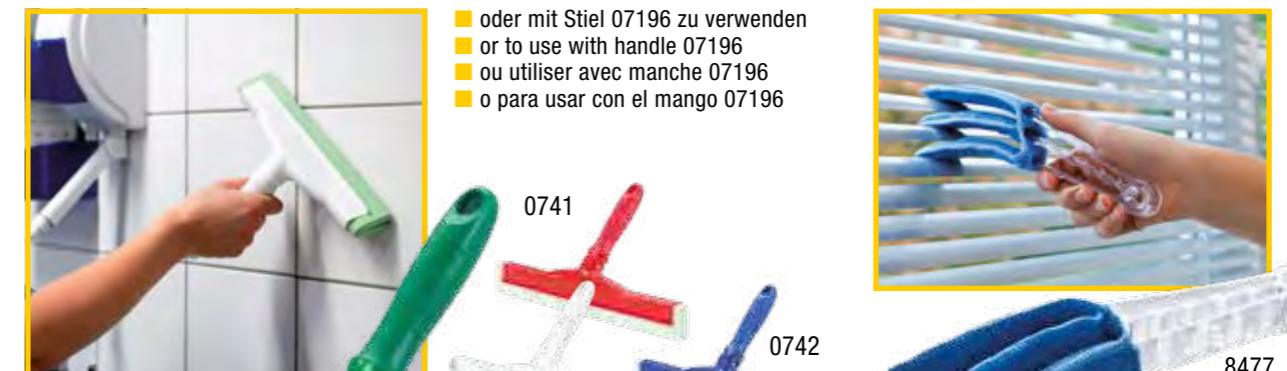 oder mit Stiel 07196 zu verwenden
or to use with handle 07196
ou utiliser avec manche 07196
o para usar con el mango 07196
0741
0742
8477